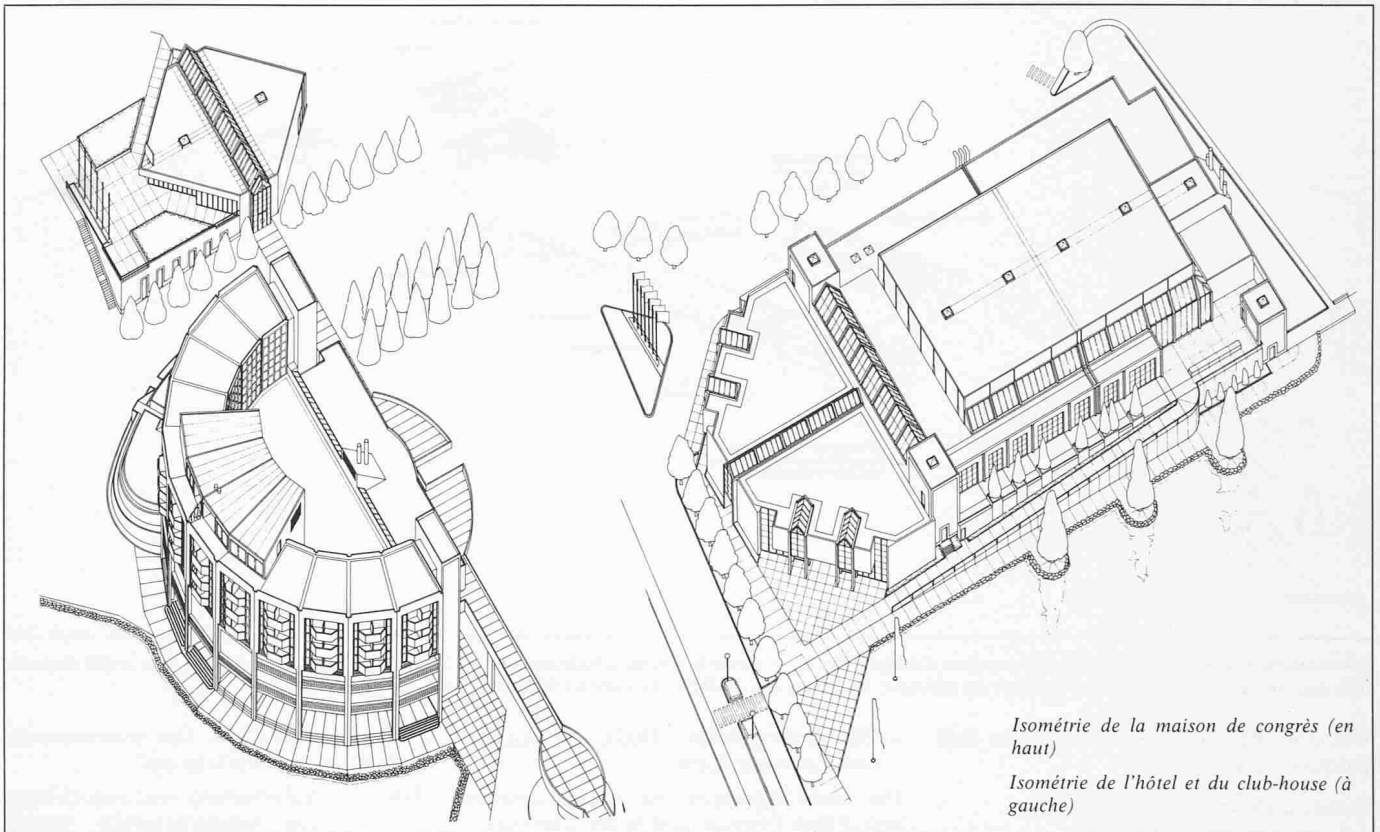 Isométrie de la maison de congrès (en
haut)
Isométrie de l'hôtel et du club-house (à
gauche)